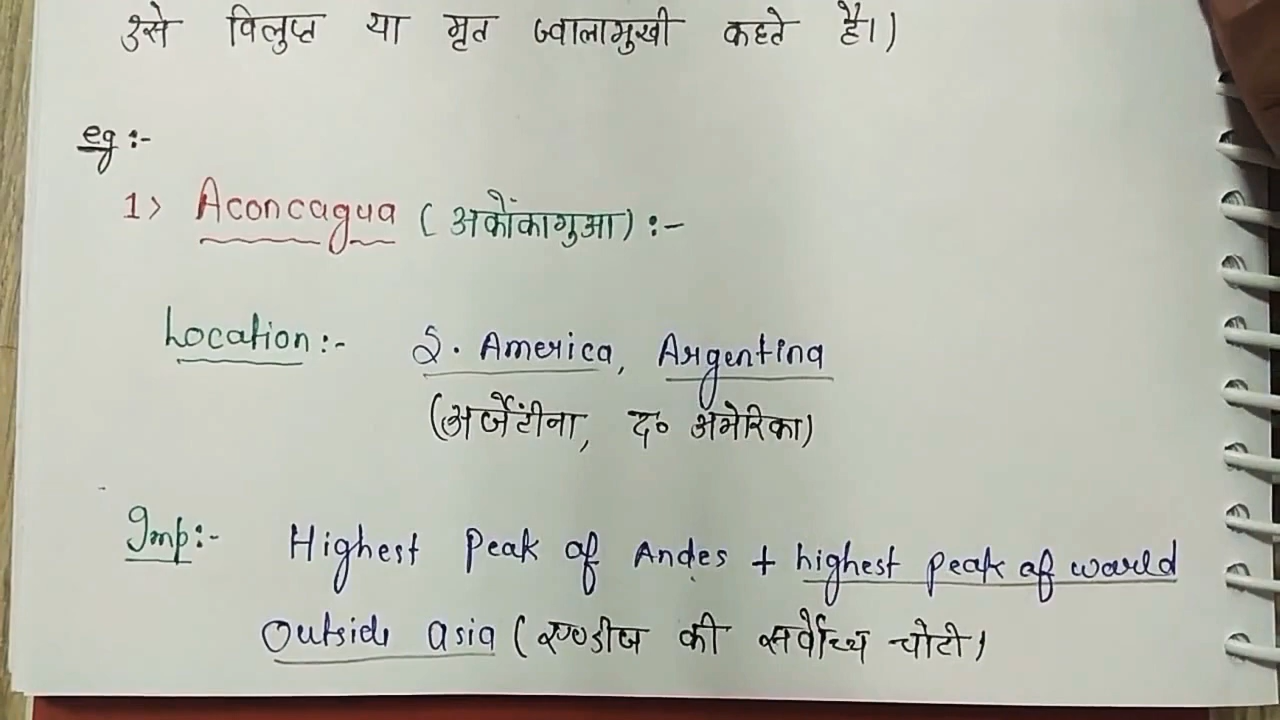 उसे विलुप्त या मृत ज्वालामुखी कहते है।)
eg :-
1> Aconcagua (अकोंकागुआ) :-
Location :- S. America, Argentina
(अर्जेंटीना, द० अमेरिका)
Imp :- Highest Peak of Andes + highest peak of world
Outside asia (एण्डीज की सर्वोच्च चोटी)